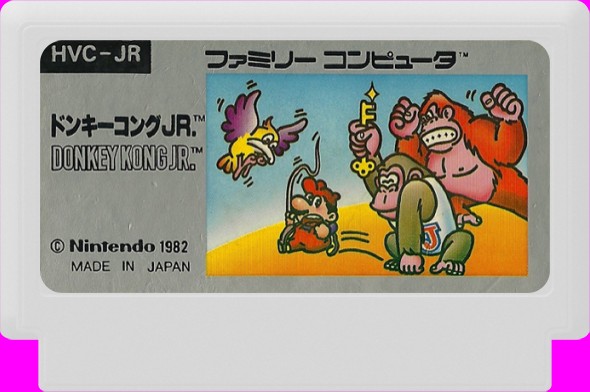 HVC-JR
ファミリー コンピュータ™
ドンキーコングJR.™
DONKEY KONG JR.™
© Nintendo 1982
MADE IN JAPAN
J